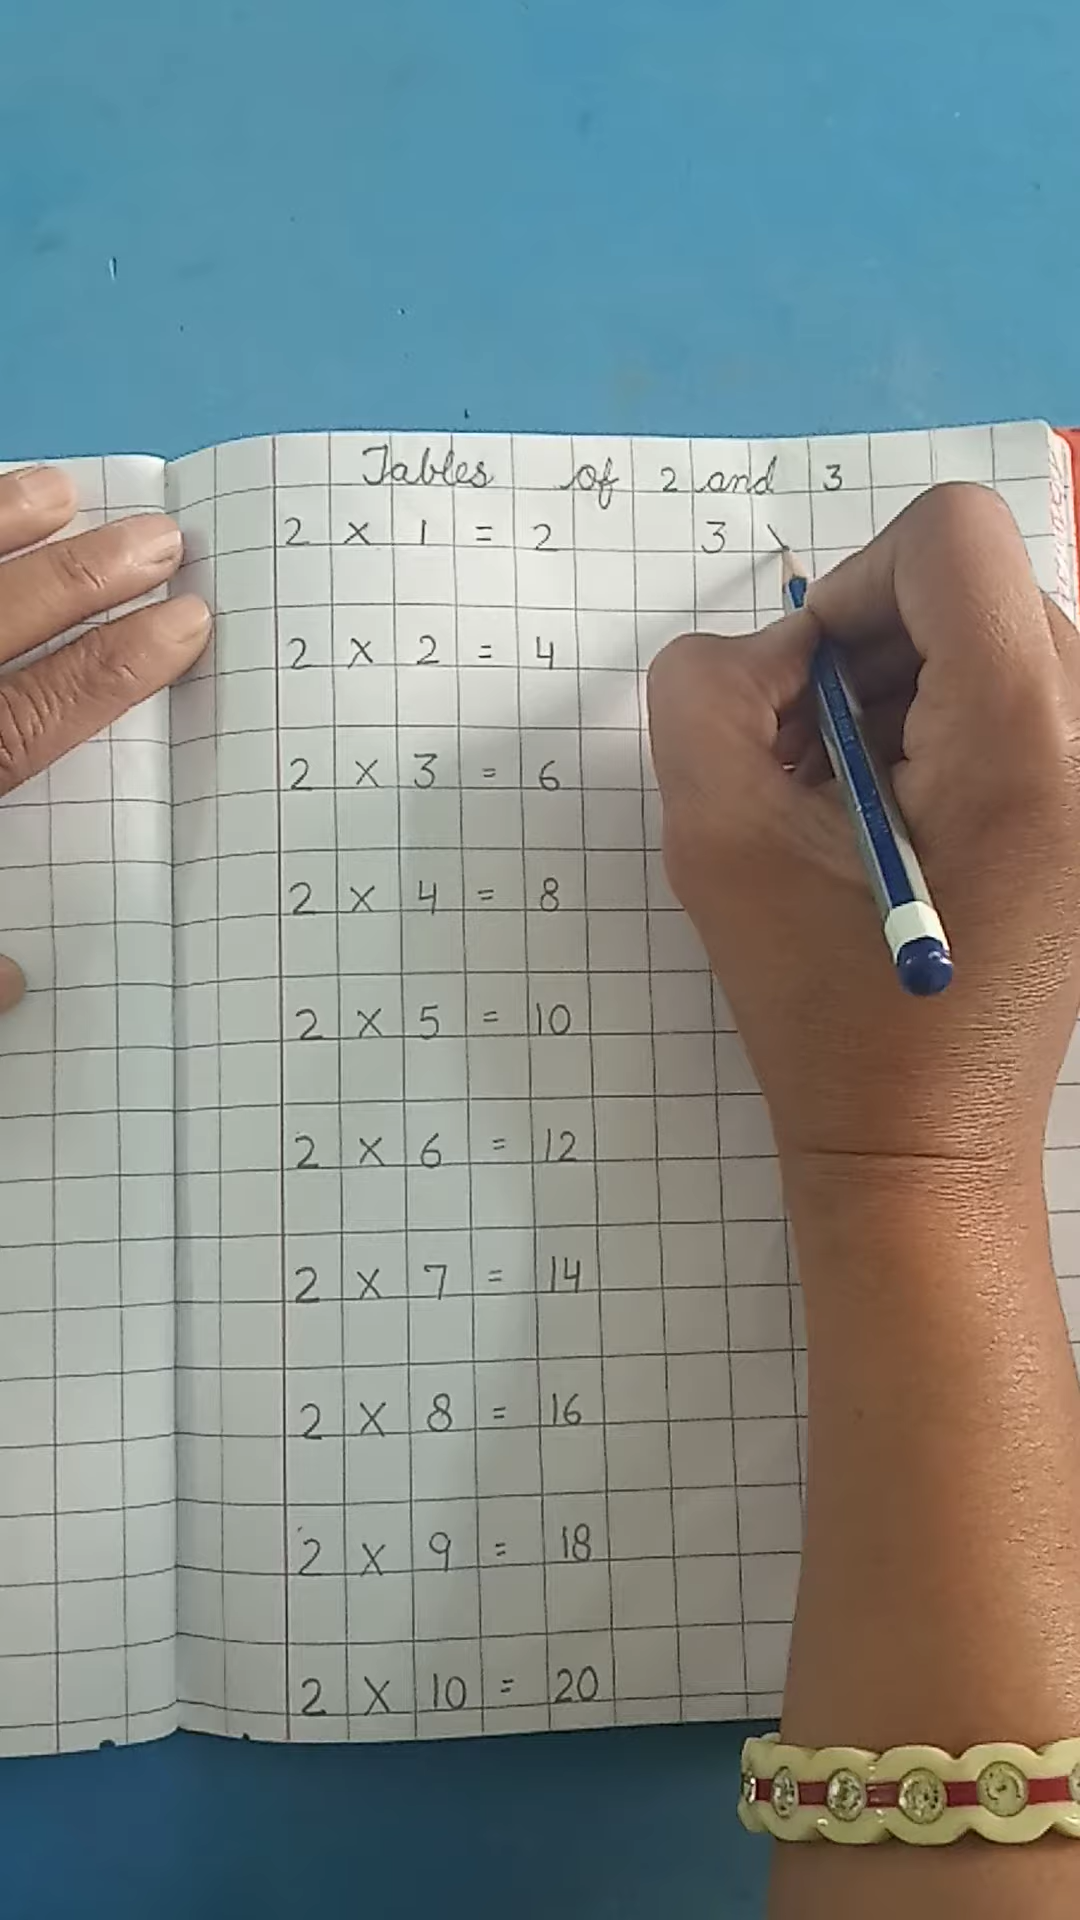 Tables of 2 and 3
2 x 1 = 2 3
2 x 2 = 4
2 x 3 = 6
2 x 4 = 8
2 x 5 = 10
2 x 6 = 12
2 x 7 = 14
2 x 8 = 16
2 x 9 = 18
2 x 10 = 20